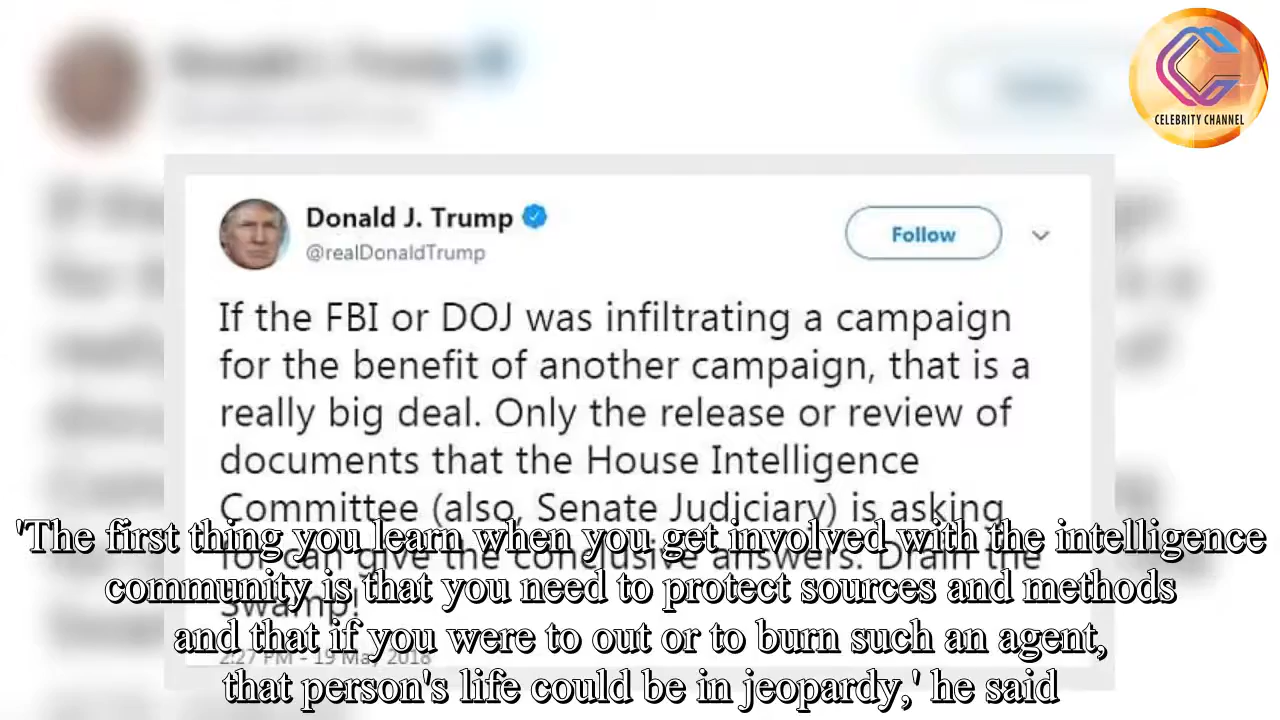 CELEBRITY CHANNEL
Donald J. Trump
@realDonaldTrump
Follow
If the FBI or DOJ was infiltrating a campaign
for the benefit of another campaign, that is a
really big deal. Only the release or review of
documents that the House Intelligence
Committee (also, Senate Judiciary) is asking
for can give the conclusive answers. Drain the
Swamp!
2:27 PM - 19 May 2018
'The first thing you learn when you get involved with the intelligence
community is that you need to protect sources and methods
and that if you were to out or to burn such an agent,
that person's life could be in jeopardy,' he said